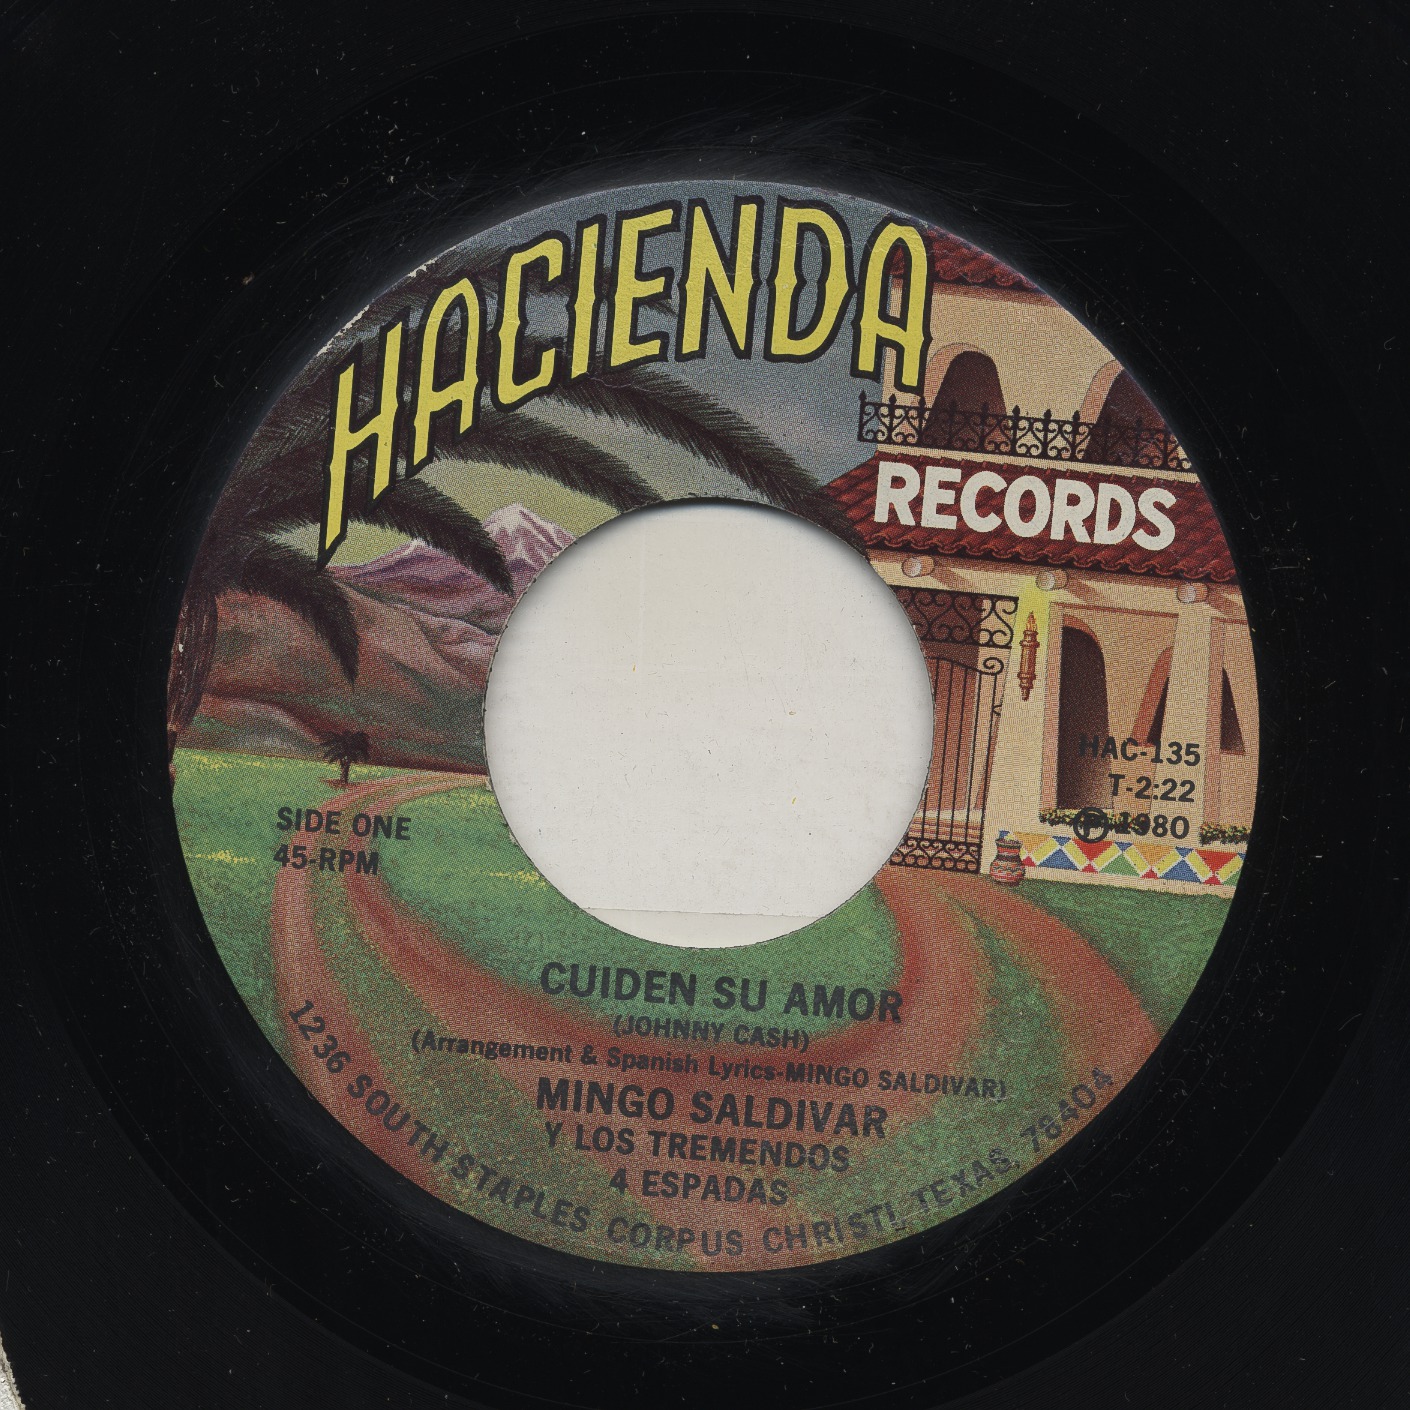 HACIENDA
RECORDS
HAC-135
T-2:22
Ⓟ 1980
SIDE ONE
45-RPM
CUIDEN SU AMOR
(JOHNNY CASH)
(Arrangement & Spanish Lyrics-MINGO SALDIVAR)
MINGO SALDIVAR
Y LOS TREMENDOS
4 ESPADAS
1236 SOUTH STAPLES CORPUS CHRISTI, TEXAS, 78404